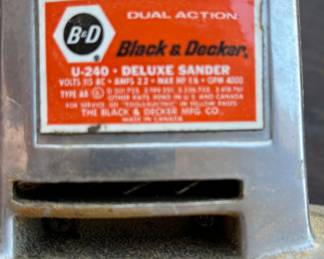 DUAL ACTION
B&D
®
Black & Decker®
U-240 • DELUXE SANDER
VOLTS 115 AC • AMPS 2.2 • MAX HP 1/6 • OPM 4000
TYPE AB
OTHER PATS. PEND. IN U.S. AND CANADA
FOR SERVICE SEE "TOOLS-ELECTRIC" IN YELLOW PAGES
THE BLACK & DECKER MFG. CO.,
MADE IN CANADA